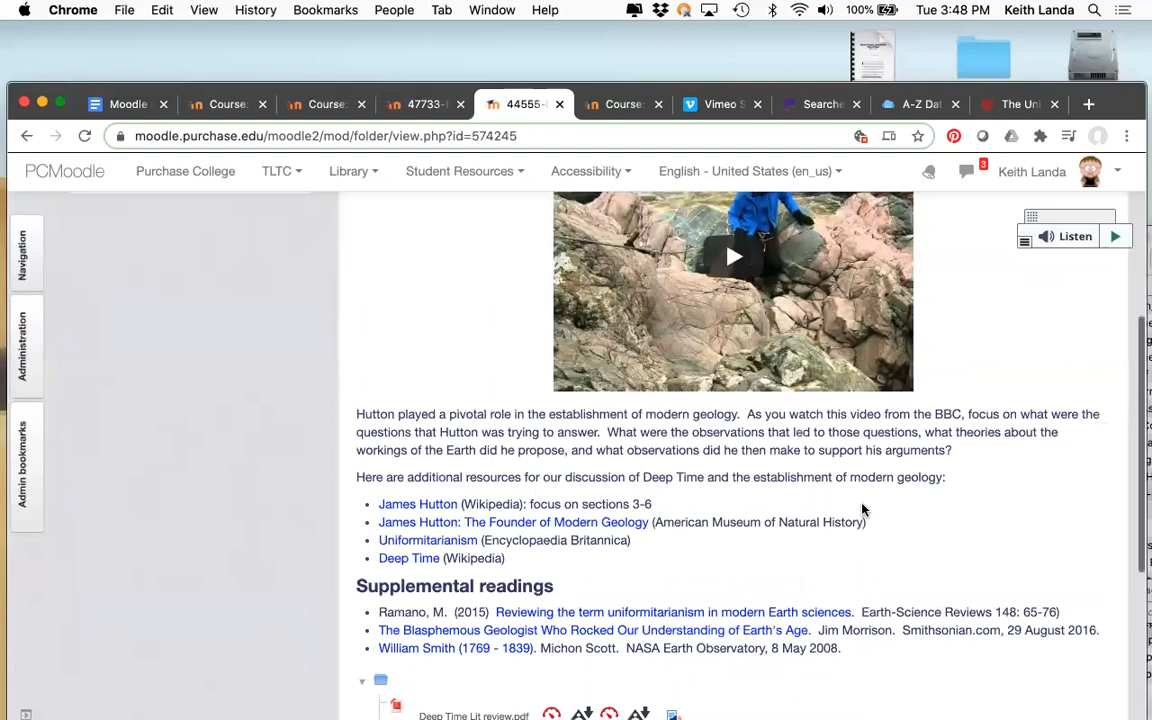 Chrome File Edit View History Bookmarks People Tab Window Help 100% Tue 3:48 PM Keith Landa
Moodle Course: Course: 47733- 44555- Course: Vimeo S Searche A-Z Dat The Uni
moodle.purchase.edu/moodle2/mod/folder/view.php?id=574245
PCMoodle Purchase College TLTC Library Student Resources Accessibility English - United States (en_us) 3 Keith Landa
Listen
Navigation
Administration
Admin bookmarks
Hutton played a pivotal role in the establishment of modern geology. As you watch this video from the BBC, focus on what were the
questions that Hutton was trying to answer. What were the observations that led to those questions, what theories about the
workings of the Earth did he propose, and what observations did he then make to support his arguments?
Here are additional resources for our discussion of Deep Time and the establishment of modern geology:
• James Hutton (Wikipedia): focus on sections 3-6
• James Hutton: The Founder of Modern Geology (American Museum of Natural History)
• Uniformitarianism (Encyclopaedia Britannica)
• Deep Time (Wikipedia)
Supplemental readings
• Ramano, M. (2015) Reviewing the term uniformitarianism in modern Earth sciences. Earth-Science Reviews 148: 65-76)
• The Blasphemous Geologist Who Rocked Our Understanding of Earth's Age. Jim Morrison. Smithsonian.com, 29 August 2016.
• William Smith (1769 - 1839). Michon Scott. NASA Earth Observatory, 8 May 2008.
Deep Time Lit review.pdf